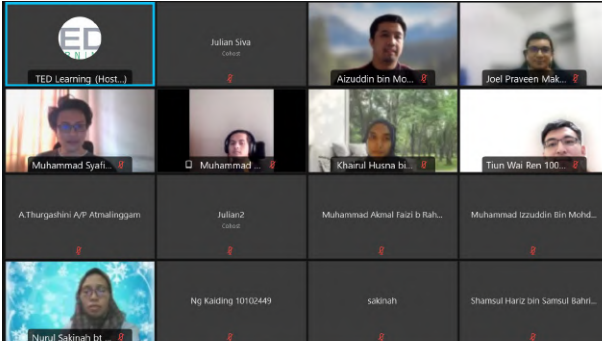 ED
TED Learning (Host...)
Julian Siva
Cohost
Aizuddin bin Mo...
Joel Praveen Mak...
Muhammad Syafi...
Muhammad ...
Khairul Husna bi...
Tiun Wai Ren 100...
A.Thurgashini A/P Atmalinggam
Julian2
Cohost
Muhammad Akmal Faizi b Rah...
Muhammad Izzuddin Bin Mohd...
Nurul Sakinah bt ...
Ng Kaiding 10102449
sakinah
Shamsul Hariz bin Samsul Bahri...